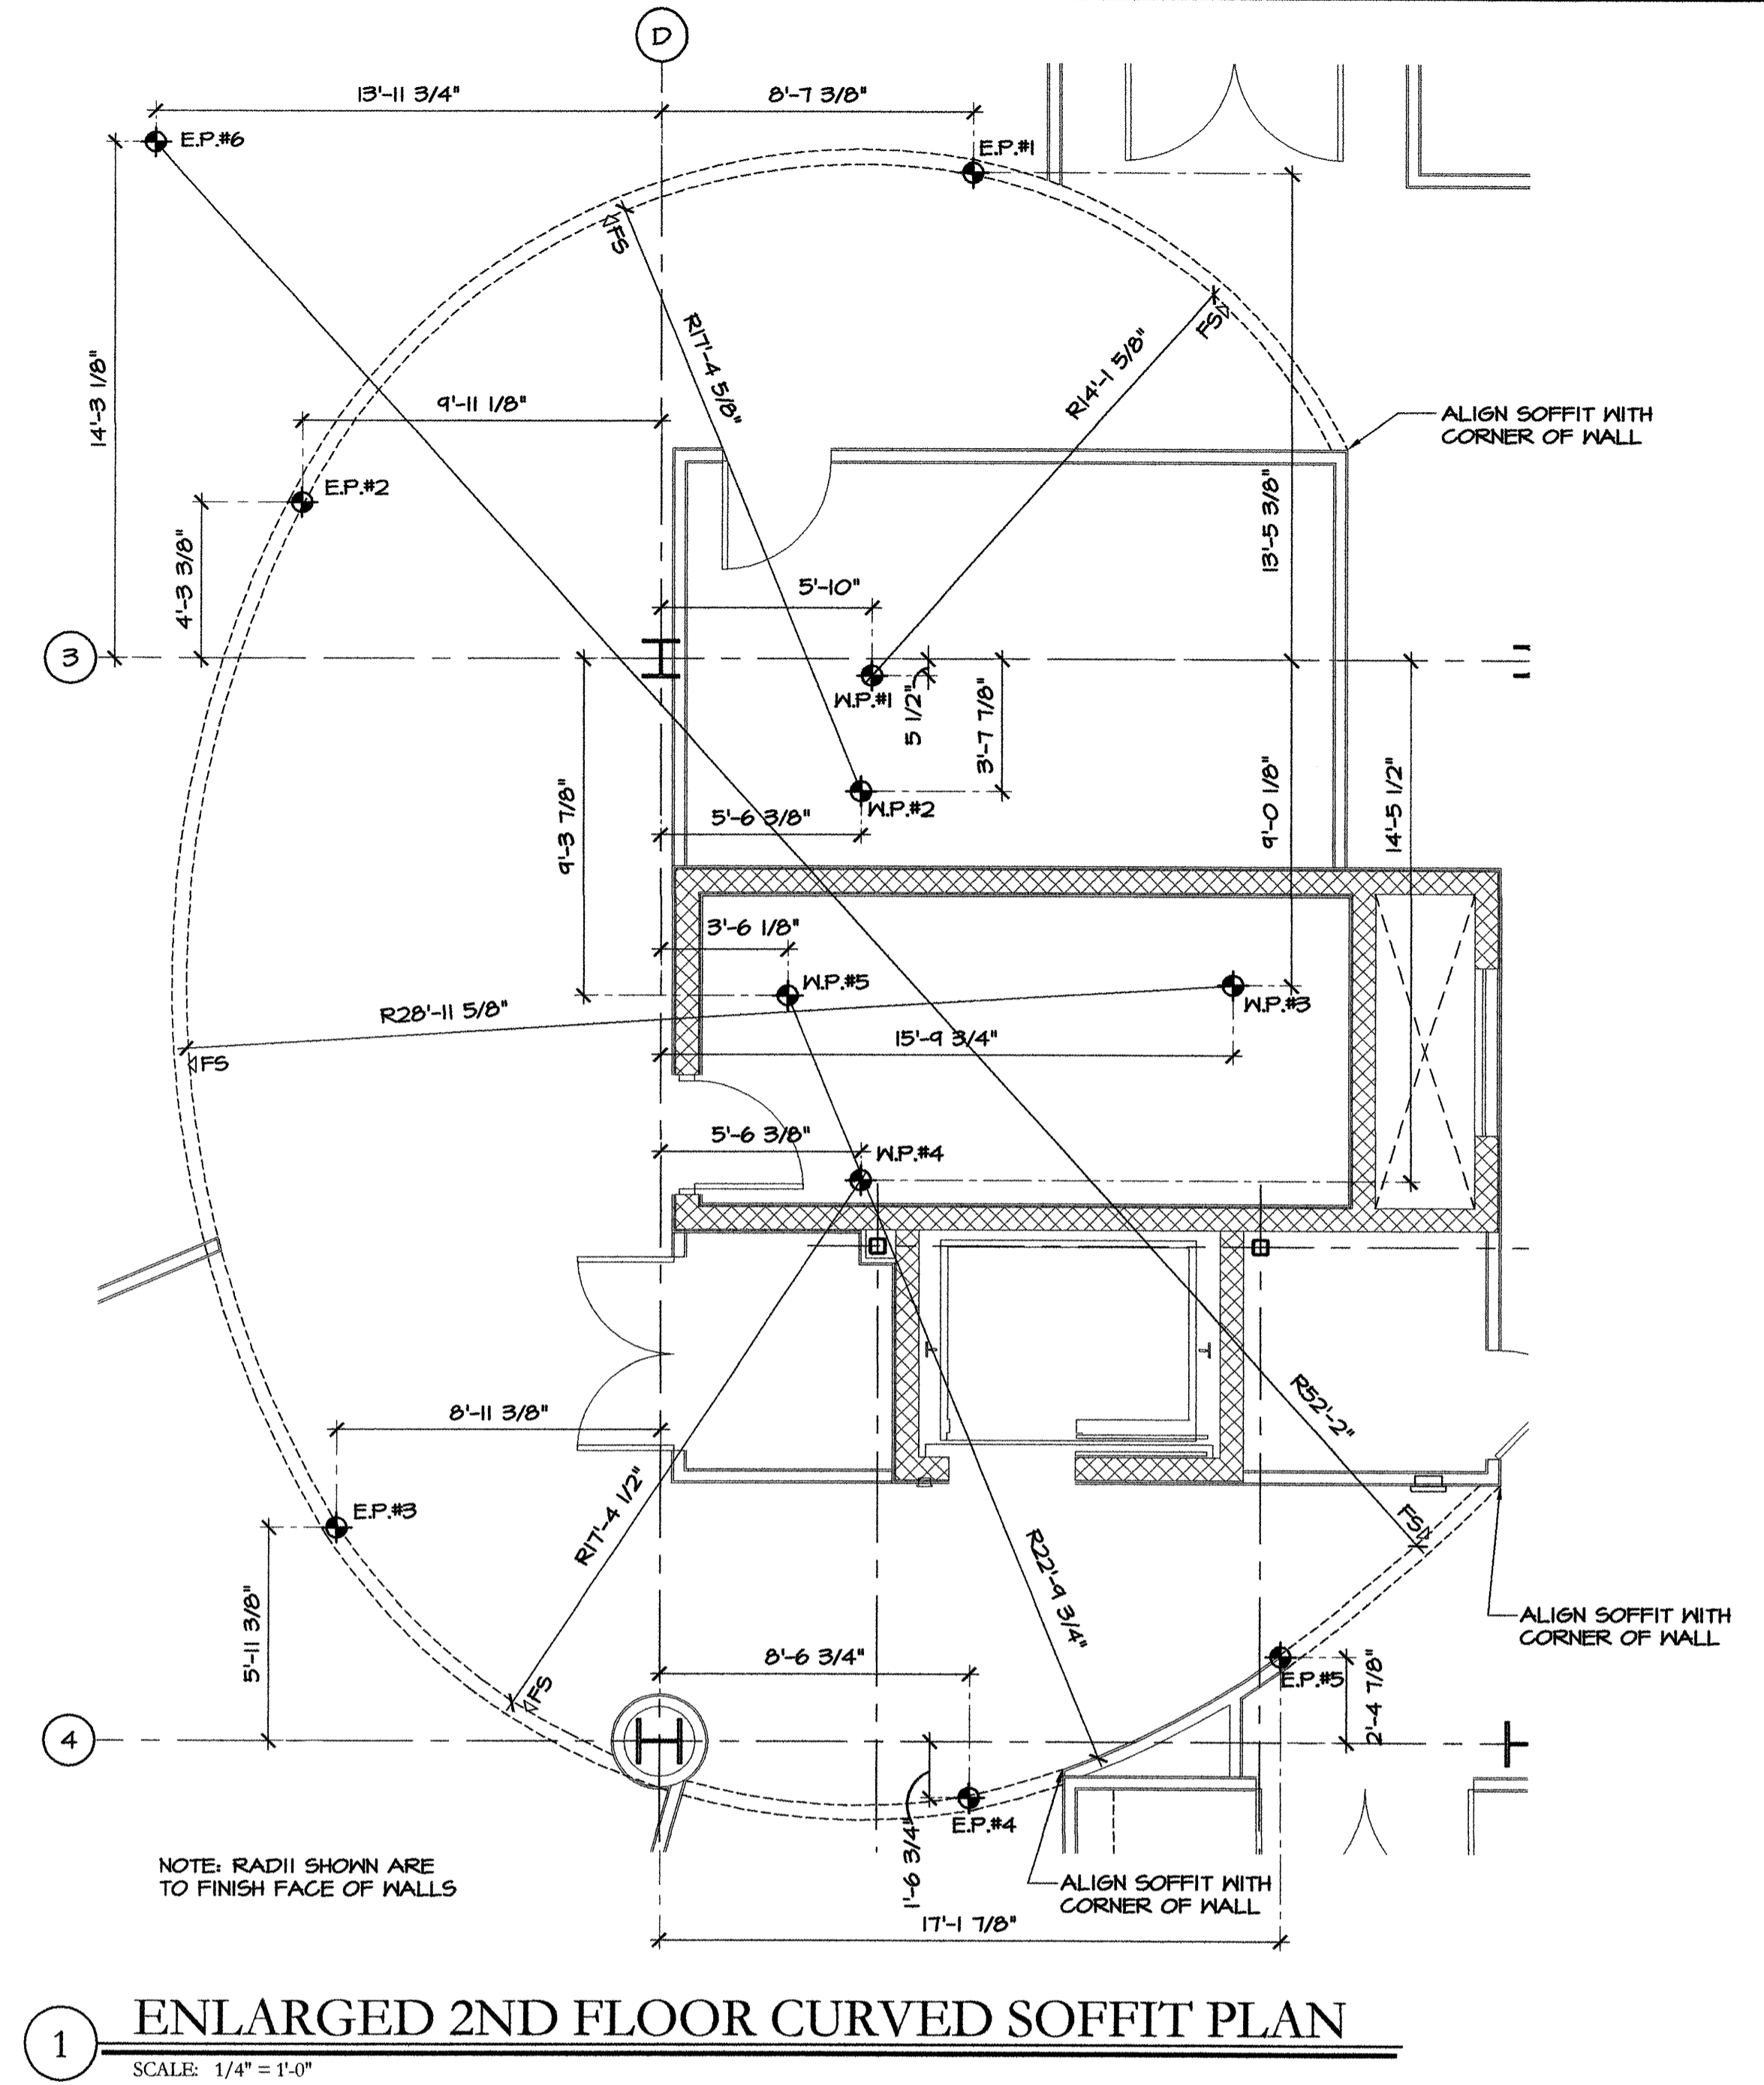 D
13'-11 3/4"
8'-7 3/8"
E.P.#6
E.P.#1
FS
R17'-4 5/8"
FS
R14'-1 5/8"
14'-3 1/8"
9'-11 1/8"
ALIGN SOFFIT WITH
CORNER OF WALL
E.P.#2
4'-3 3/8"
13'-5 3/8"
5'-10"
3
W.P.#1
5 1/2"
3'-7 7/8"
9'-3 7/8"
W.P.#2
5'-6 3/8"
9'-0 1/8"
14'-5 1/2"
3'-6 1/8"
W.P.#5
W.P.#3
R28'-11 5/8"
15'-9 3/4"
FS
5'-6 3/8"
W.P.#4
8'-11 3/8"
R52'-2"
E.P.#3
R17'-4 1/2"
FS
R22'-9 3/4"
5'-11 3/8"
ALIGN SOFFIT WITH
CORNER OF WALL
8'-6 3/4"
FS
E.P.#5
2'-4 7/8"
4
E.P.#4
1'-6 3/4"
NOTE: RADII SHOWN ARE
TO FINISH FACE OF WALLS
ALIGN SOFFIT WITH
CORNER OF WALL
17'-1 7/8"
1
ENLARGED 2ND FLOOR CURVED SOFFIT PLAN
SCALE: 1/4" = 1'-0"